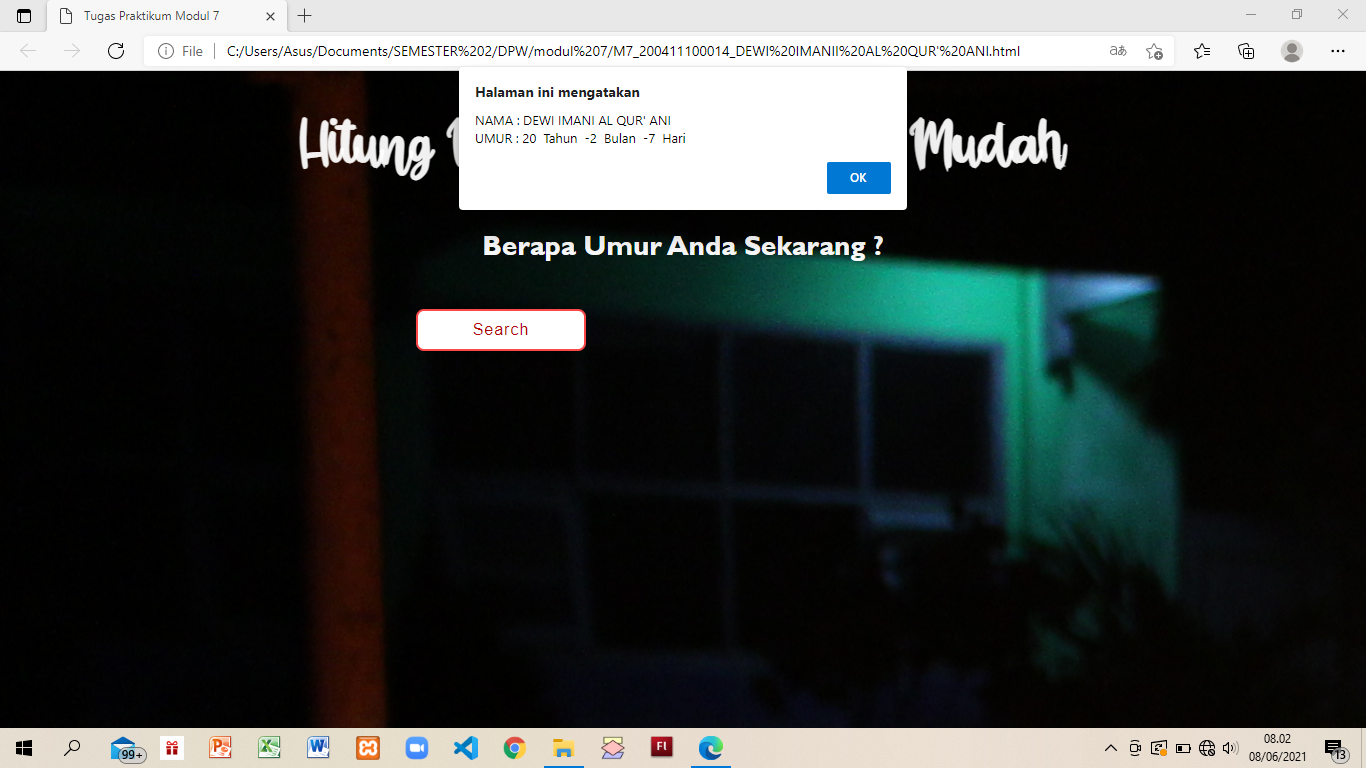 Tugas Praktikum Modul 7
File
C:/Users/Asus/Documents/SEMESTER%202/DPW/modul%207/M7_200411100014_DEWI%20IMANII%20AL%20QUR'%20ANI.html
Halaman ini mengatakan
NAMA : DEWI IMANI AL QUR' ANI
UMUR : 20 Tahun -2 Bulan -7 Hari
OK
Hitung
Mudah
Berapa Umur Anda Sekarang ?
Search
99+
Fl
08.02
08/06/2021
13